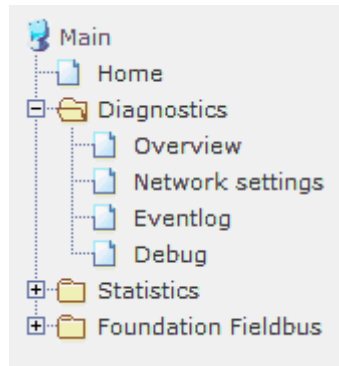 Main
Home
Diagnostics
Overview
Network settings
Eventlog
Debug
Statistics
Foundation Fieldbus